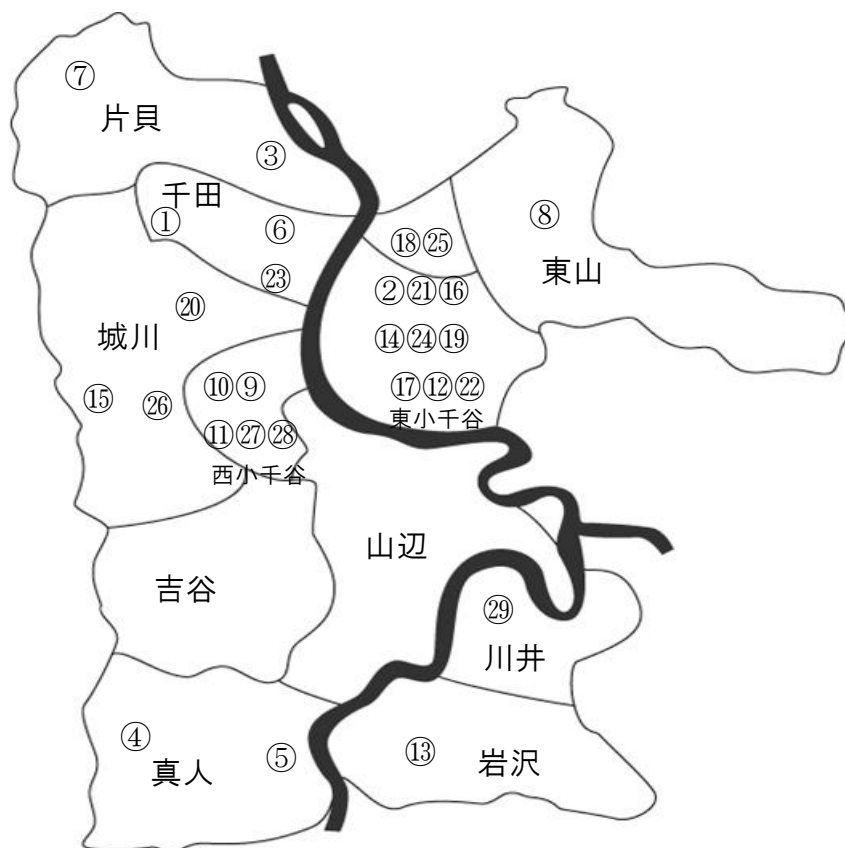 ⑦
片貝
③
千田
① ⑥
⑱㉕
⑧
東山
㉓
②㉑⑯
⑳
城川
⑭㉔⑲
⑩⑨
⑰⑫㉒
⑮ ㉖
東小千谷
⑪㉗㉘
西小千谷
山辺
吉谷
㉙
川井
④
⑤
⑬
真人
岩沢